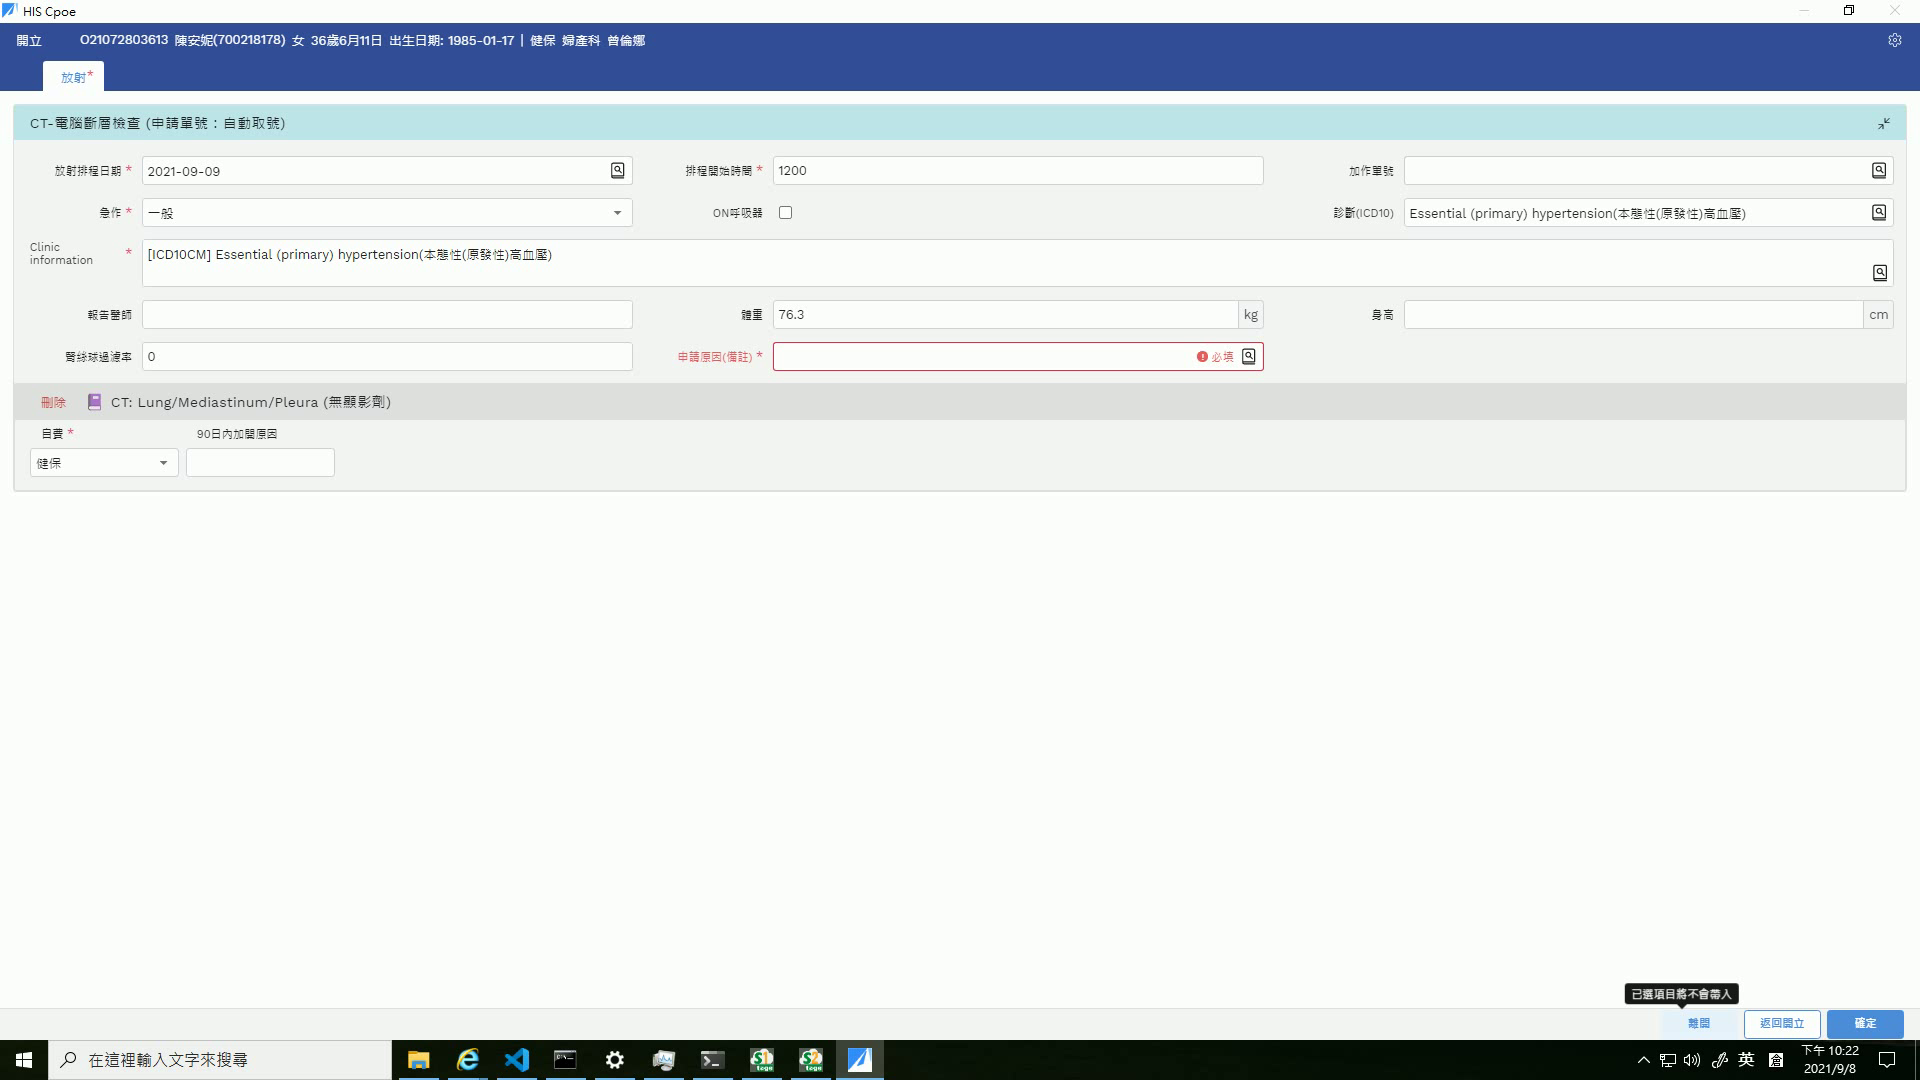 HIS Cpoe
開立 O21072803613 陳安妮(700218178) 女 36歲6月11日 出生日期: 1985-01-17 | 健保 婦產科 曾倫娜
放射*
CT-電腦斷層檢查 (申請單號：自動取號)
放射排程日期 * 2021-09-09 排程開始時間 * 1200 加作單號
急作 * 一般 ON呼吸器 診斷(ICD10) Essential (primary) hypertension(本態性(原發性)高血壓)
Clinic information * [ICD10CM] Essential (primary) hypertension(本態性(原發性)高血壓)
報告醫師 體重 76.3 kg 身高 cm
腎絲球過濾率 0 申請原因(備註) * 必填
刪除 CT: Lung/Mediastinum/Pleura (無顯影劑)
自費 * 90日內加開原因
健保
已選項目將不會帶入
離開 返回開立 確定
在這裡輸入文字來搜尋 英 下午 10:22
2021/9/8